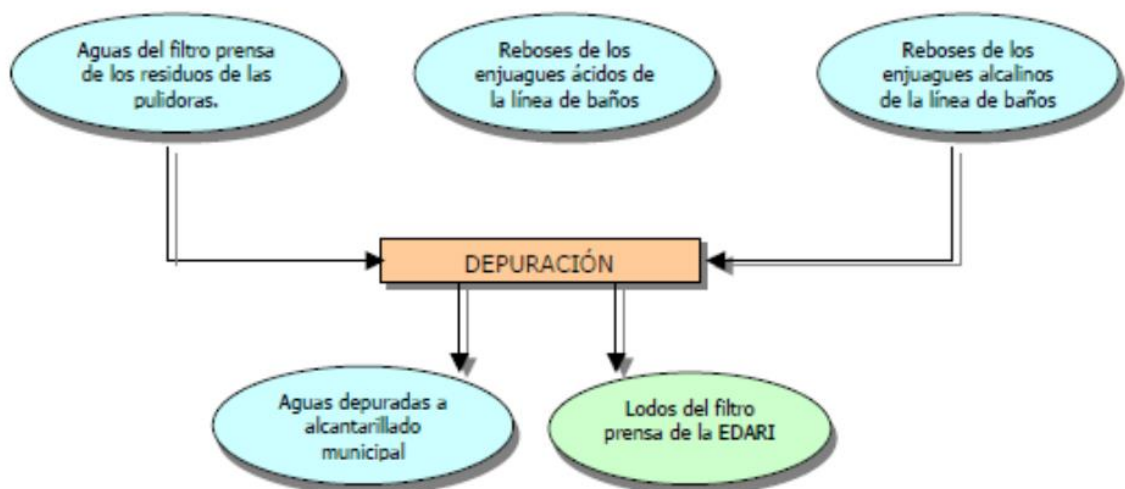 Aguas del filtro prensa
de los residuos de las
pulidoras.
Reboses de los
enjuagues ácidos de
la línea de baños
Reboses de los
enjuagues alcalinos
de la línea de baños
DEPURACIÓN
Aguas depuradas a
alcantarillado
municipal
Lodos del filtro
prensa de la EDARI